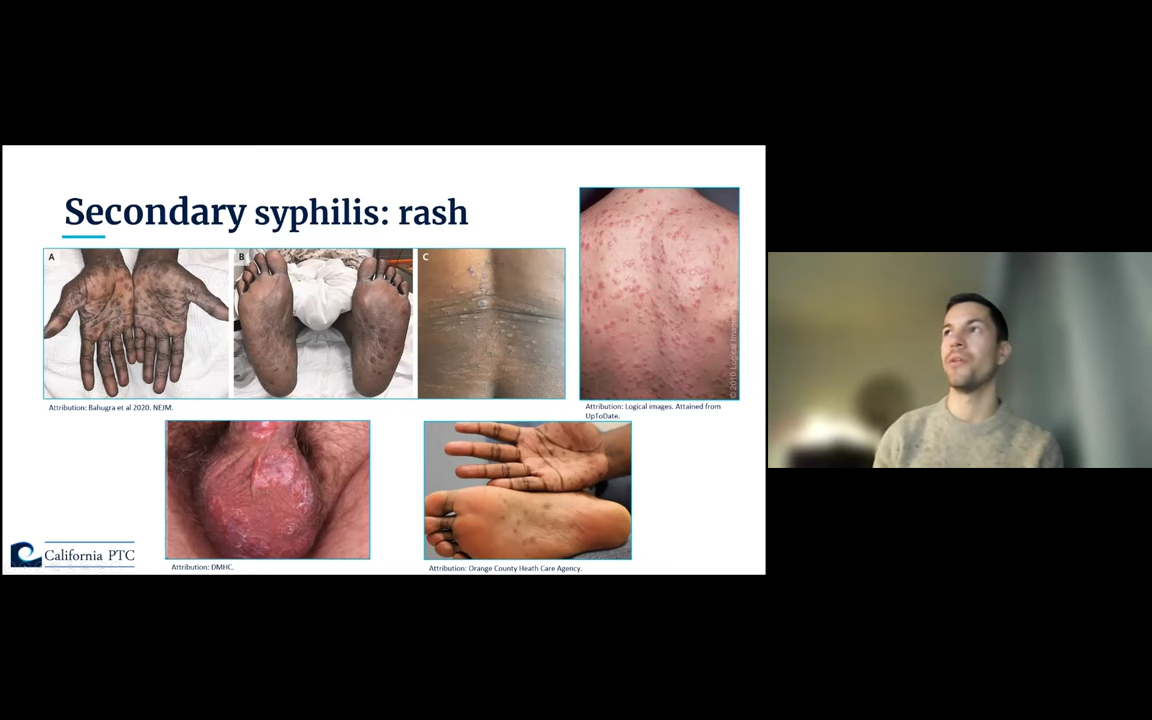 Secondary syphilis: rash
A
B
C
© 2010 Logical Images
Attribution: Bahugra et al 2020. NEJM.
Attribution: Logical images. Attained from
UpToDate.
Attribution: DMHC.
Attribution: Orange County Heath Care Agency.
California PTC